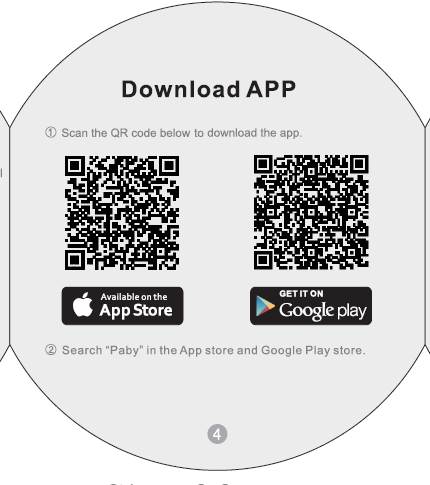 Download APP
① Scan the QR code below to download the app.
Available on the
App Store
GET IT ON
Google play
② Search “Paby” in the App store and Google Play store.
4